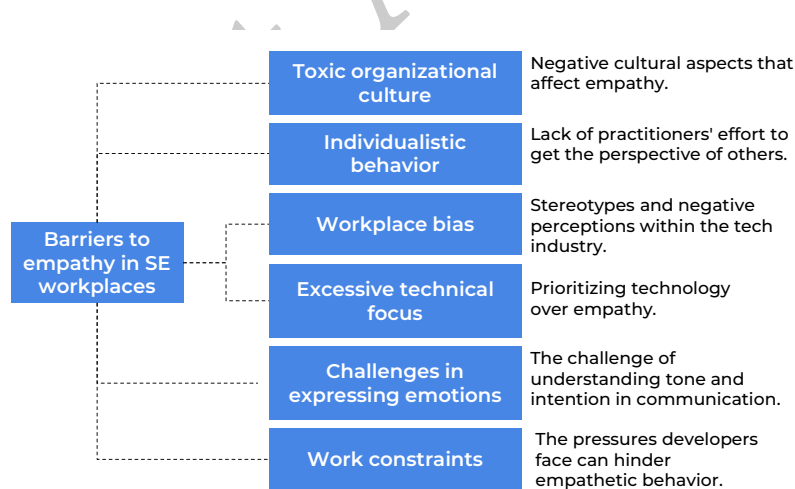 Toxic organizational
culture
Negative cultural aspects that
affect empathy.
Individualistic
behavior
Lack of practitioners' effort to
get the perspective of others.
Barriers to
empathy in SE
workplaces
Workplace bias
Stereotypes and negative
perceptions within the tech
industry.
Excessive technical
focus
Prioritizing technology
over empathy.
Challenges in
expressing emotions
The challenge of
understanding tone and
intention in communication.
Work constraints
The pressures developers
face can hinder
empathetic behavior.